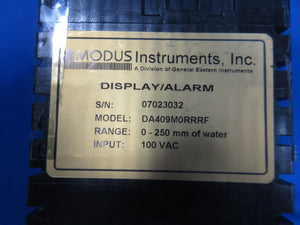 MODUS Instruments, Inc.
A Division of General Eastern Instruments
DISPLAY/ALARM
S/N: 07023032
MODEL: DA409M0RRRF
RANGE: 0 - 250 mm of water
INPUT: 100 VAC